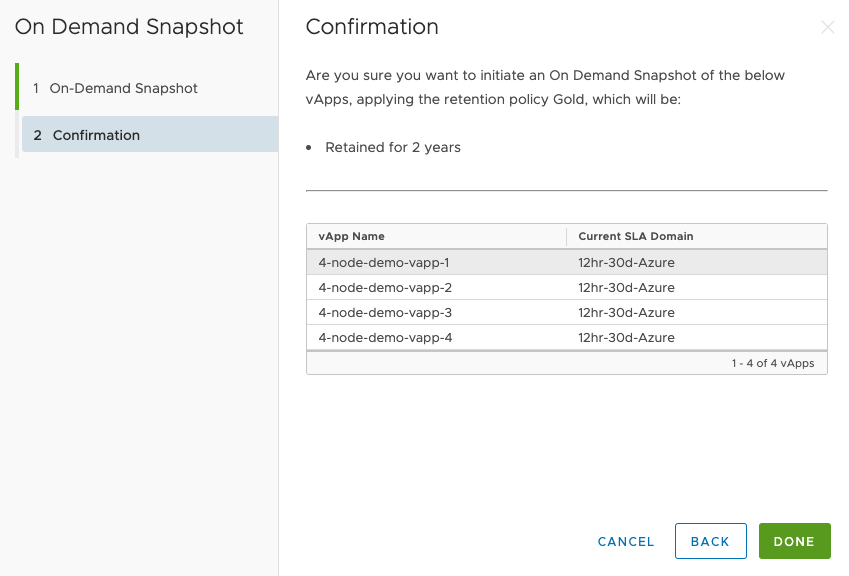 On Demand Snapshot
1 On-Demand Snapshot
2 Confirmation
Confirmation
Are you sure you want to initiate an On Demand Snapshot of the below
vApps, applying the retention policy Gold, which will be:
• Retained for 2 years
vApp Name Current SLA Domain
4-node-demo-vapp-1 12hr-30d-Azure
4-node-demo-vapp-2 12hr-30d-Azure
4-node-demo-vapp-3 12hr-30d-Azure
4-node-demo-vapp-4 12hr-30d-Azure
1 - 4 of 4 vApps
CANCEL BACK DONE